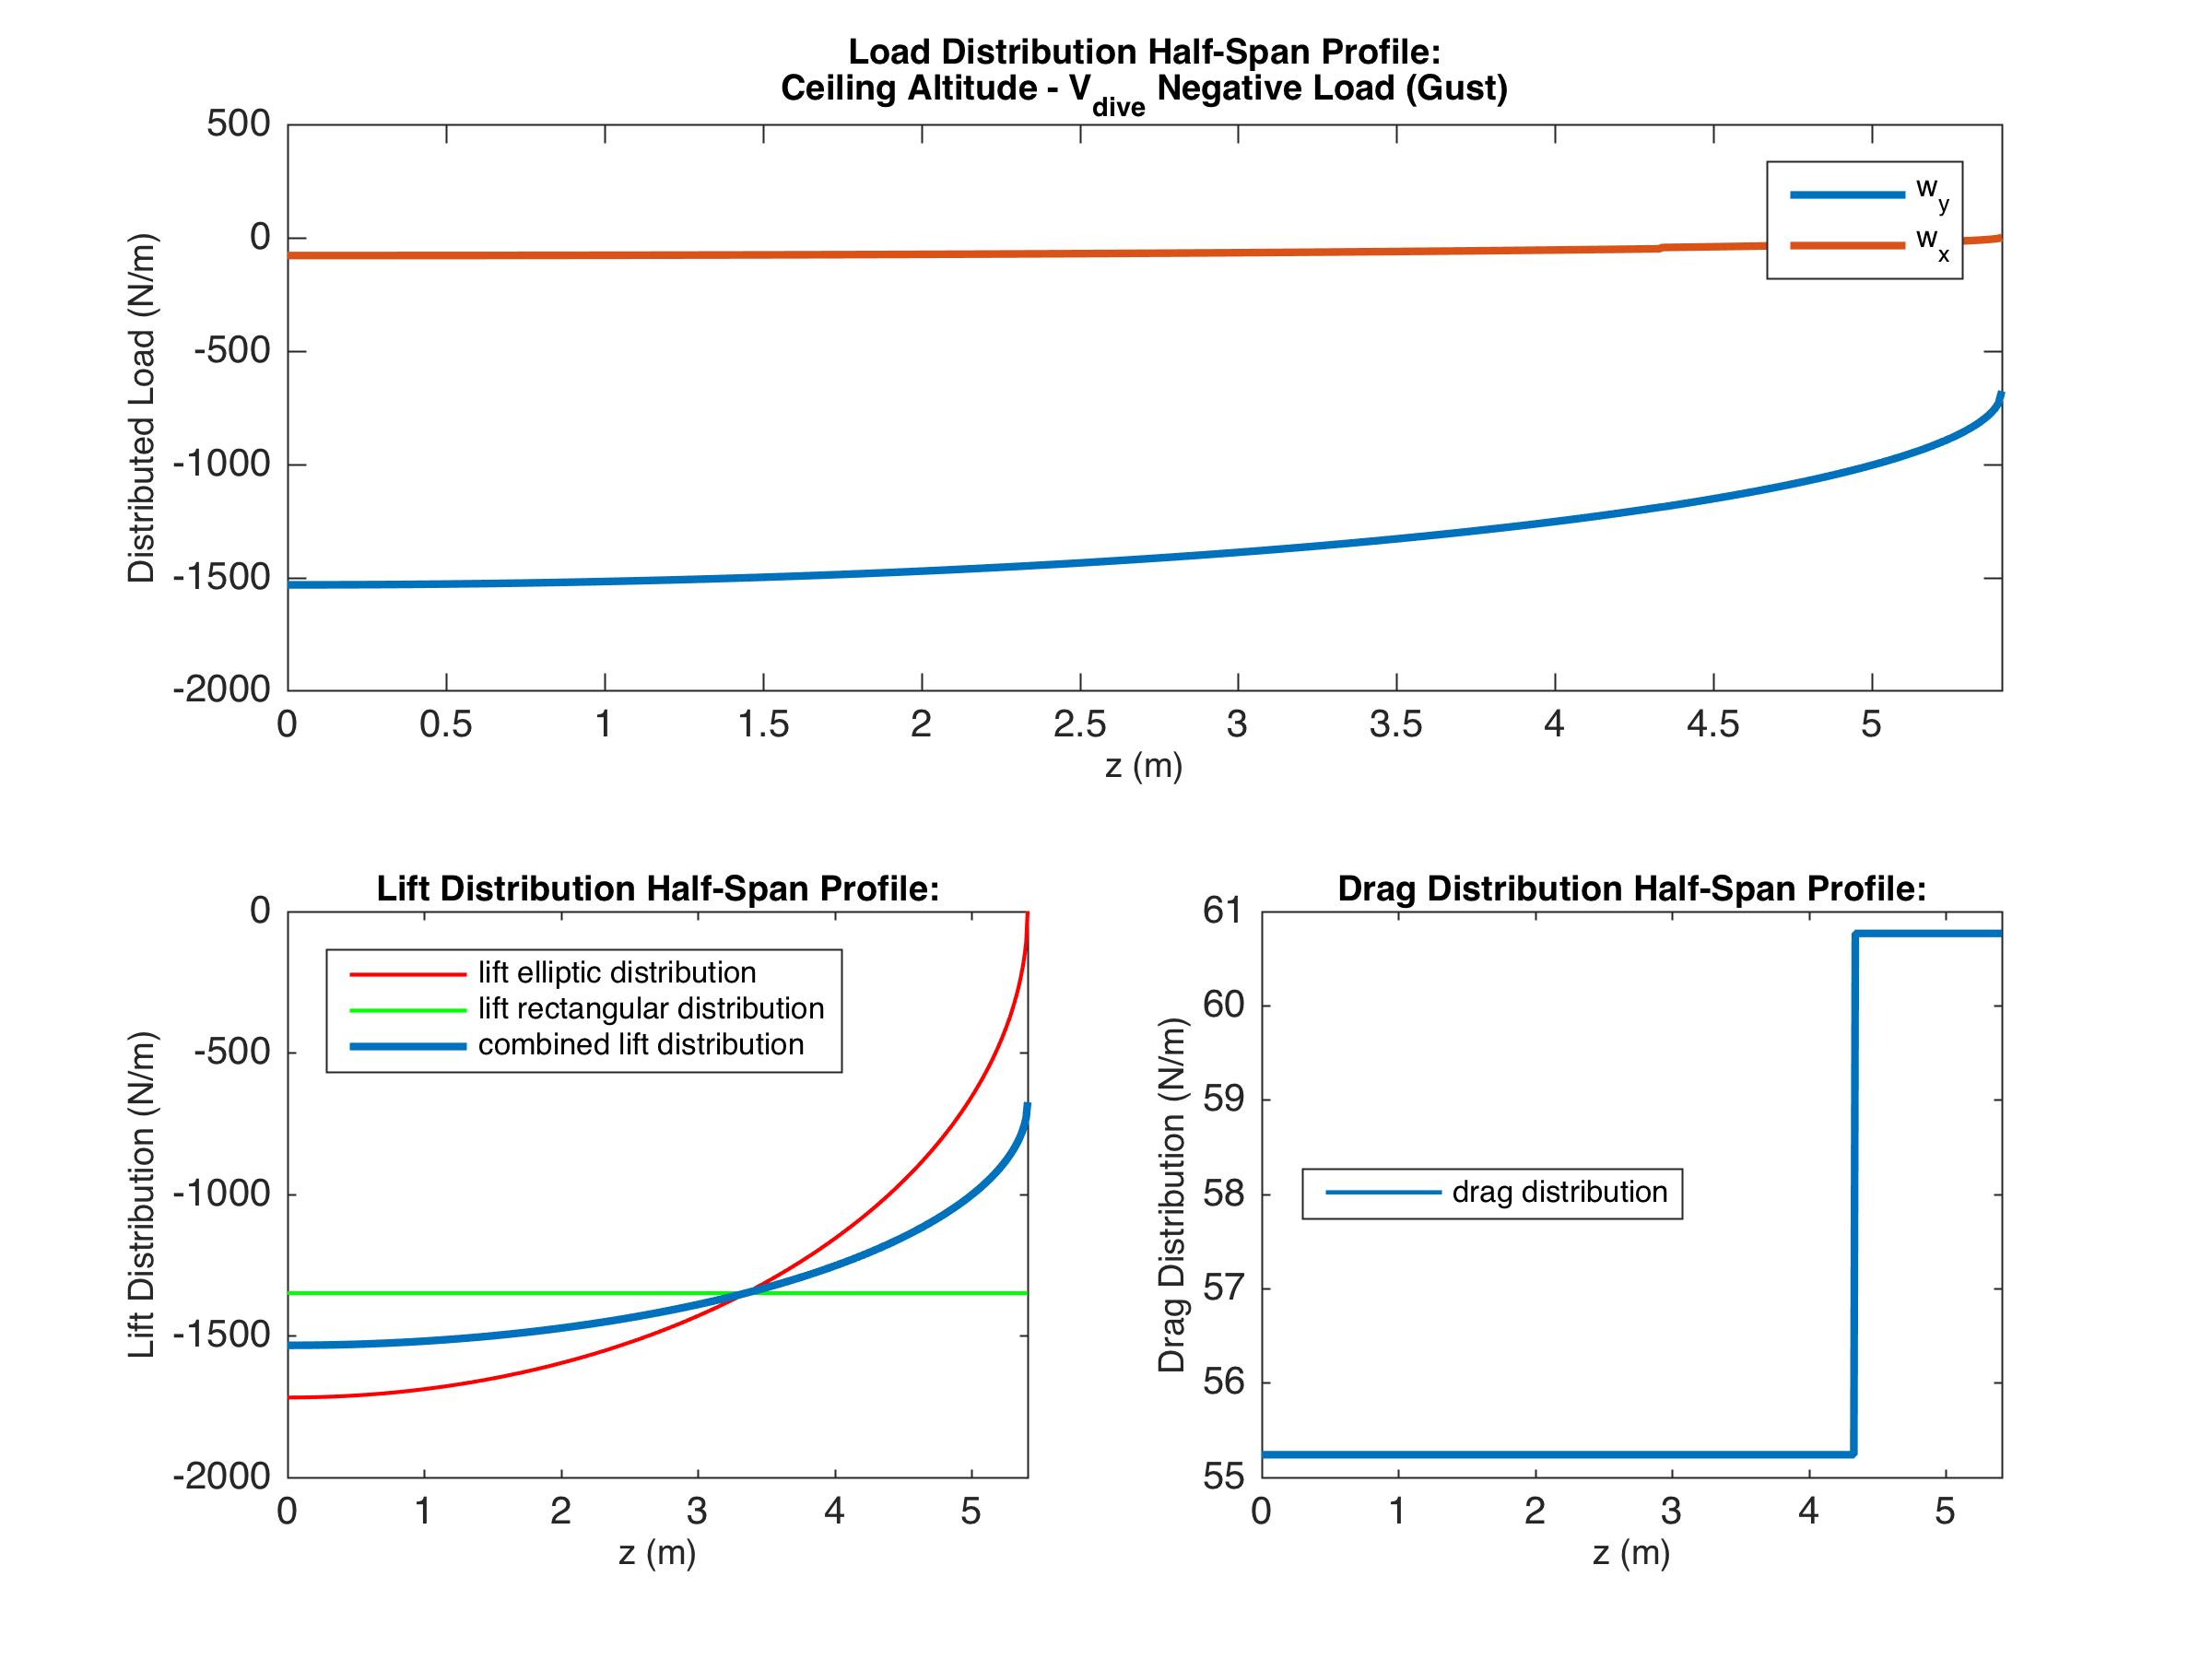 Load Distribution Half-Span Profile:
Ceiling Altitude - V_dive Negative Load (Gust)
500
0
-500
-1000
-1500
-2000
Distributed Load (N/m)
w_y
w_x
0 0.5 1 1.5 2 2.5 3 3.5 4 4.5 5
z (m)
Lift Distribution Half-Span Profile:
0
-500
-1000
-1500
-2000
Lift Distribution (N/m)
lift elliptic distribution
lift rectangular distribution
combined lift distribution
0 1 2 3 4 5
z (m)
Drag Distribution Half-Span Profile:
61
60
59
58
57
56
55
Drag Distribution (N/m)
drag distribution
0 1 2 3 4 5
z (m)